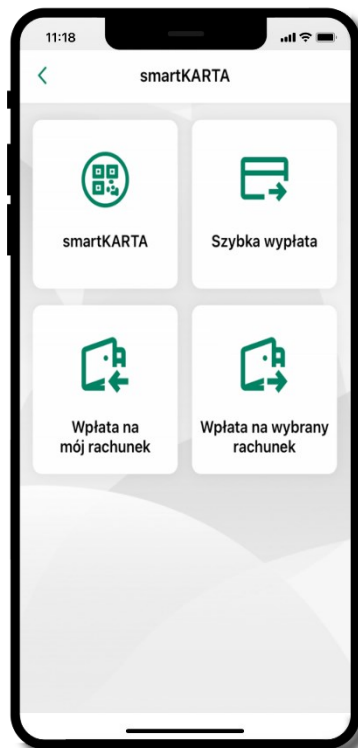 11:18
smartKARTA
smartKARTA
Szybka wypłata
Wpłata na
mój rachunek
Wpłata na wybrany
rachunek